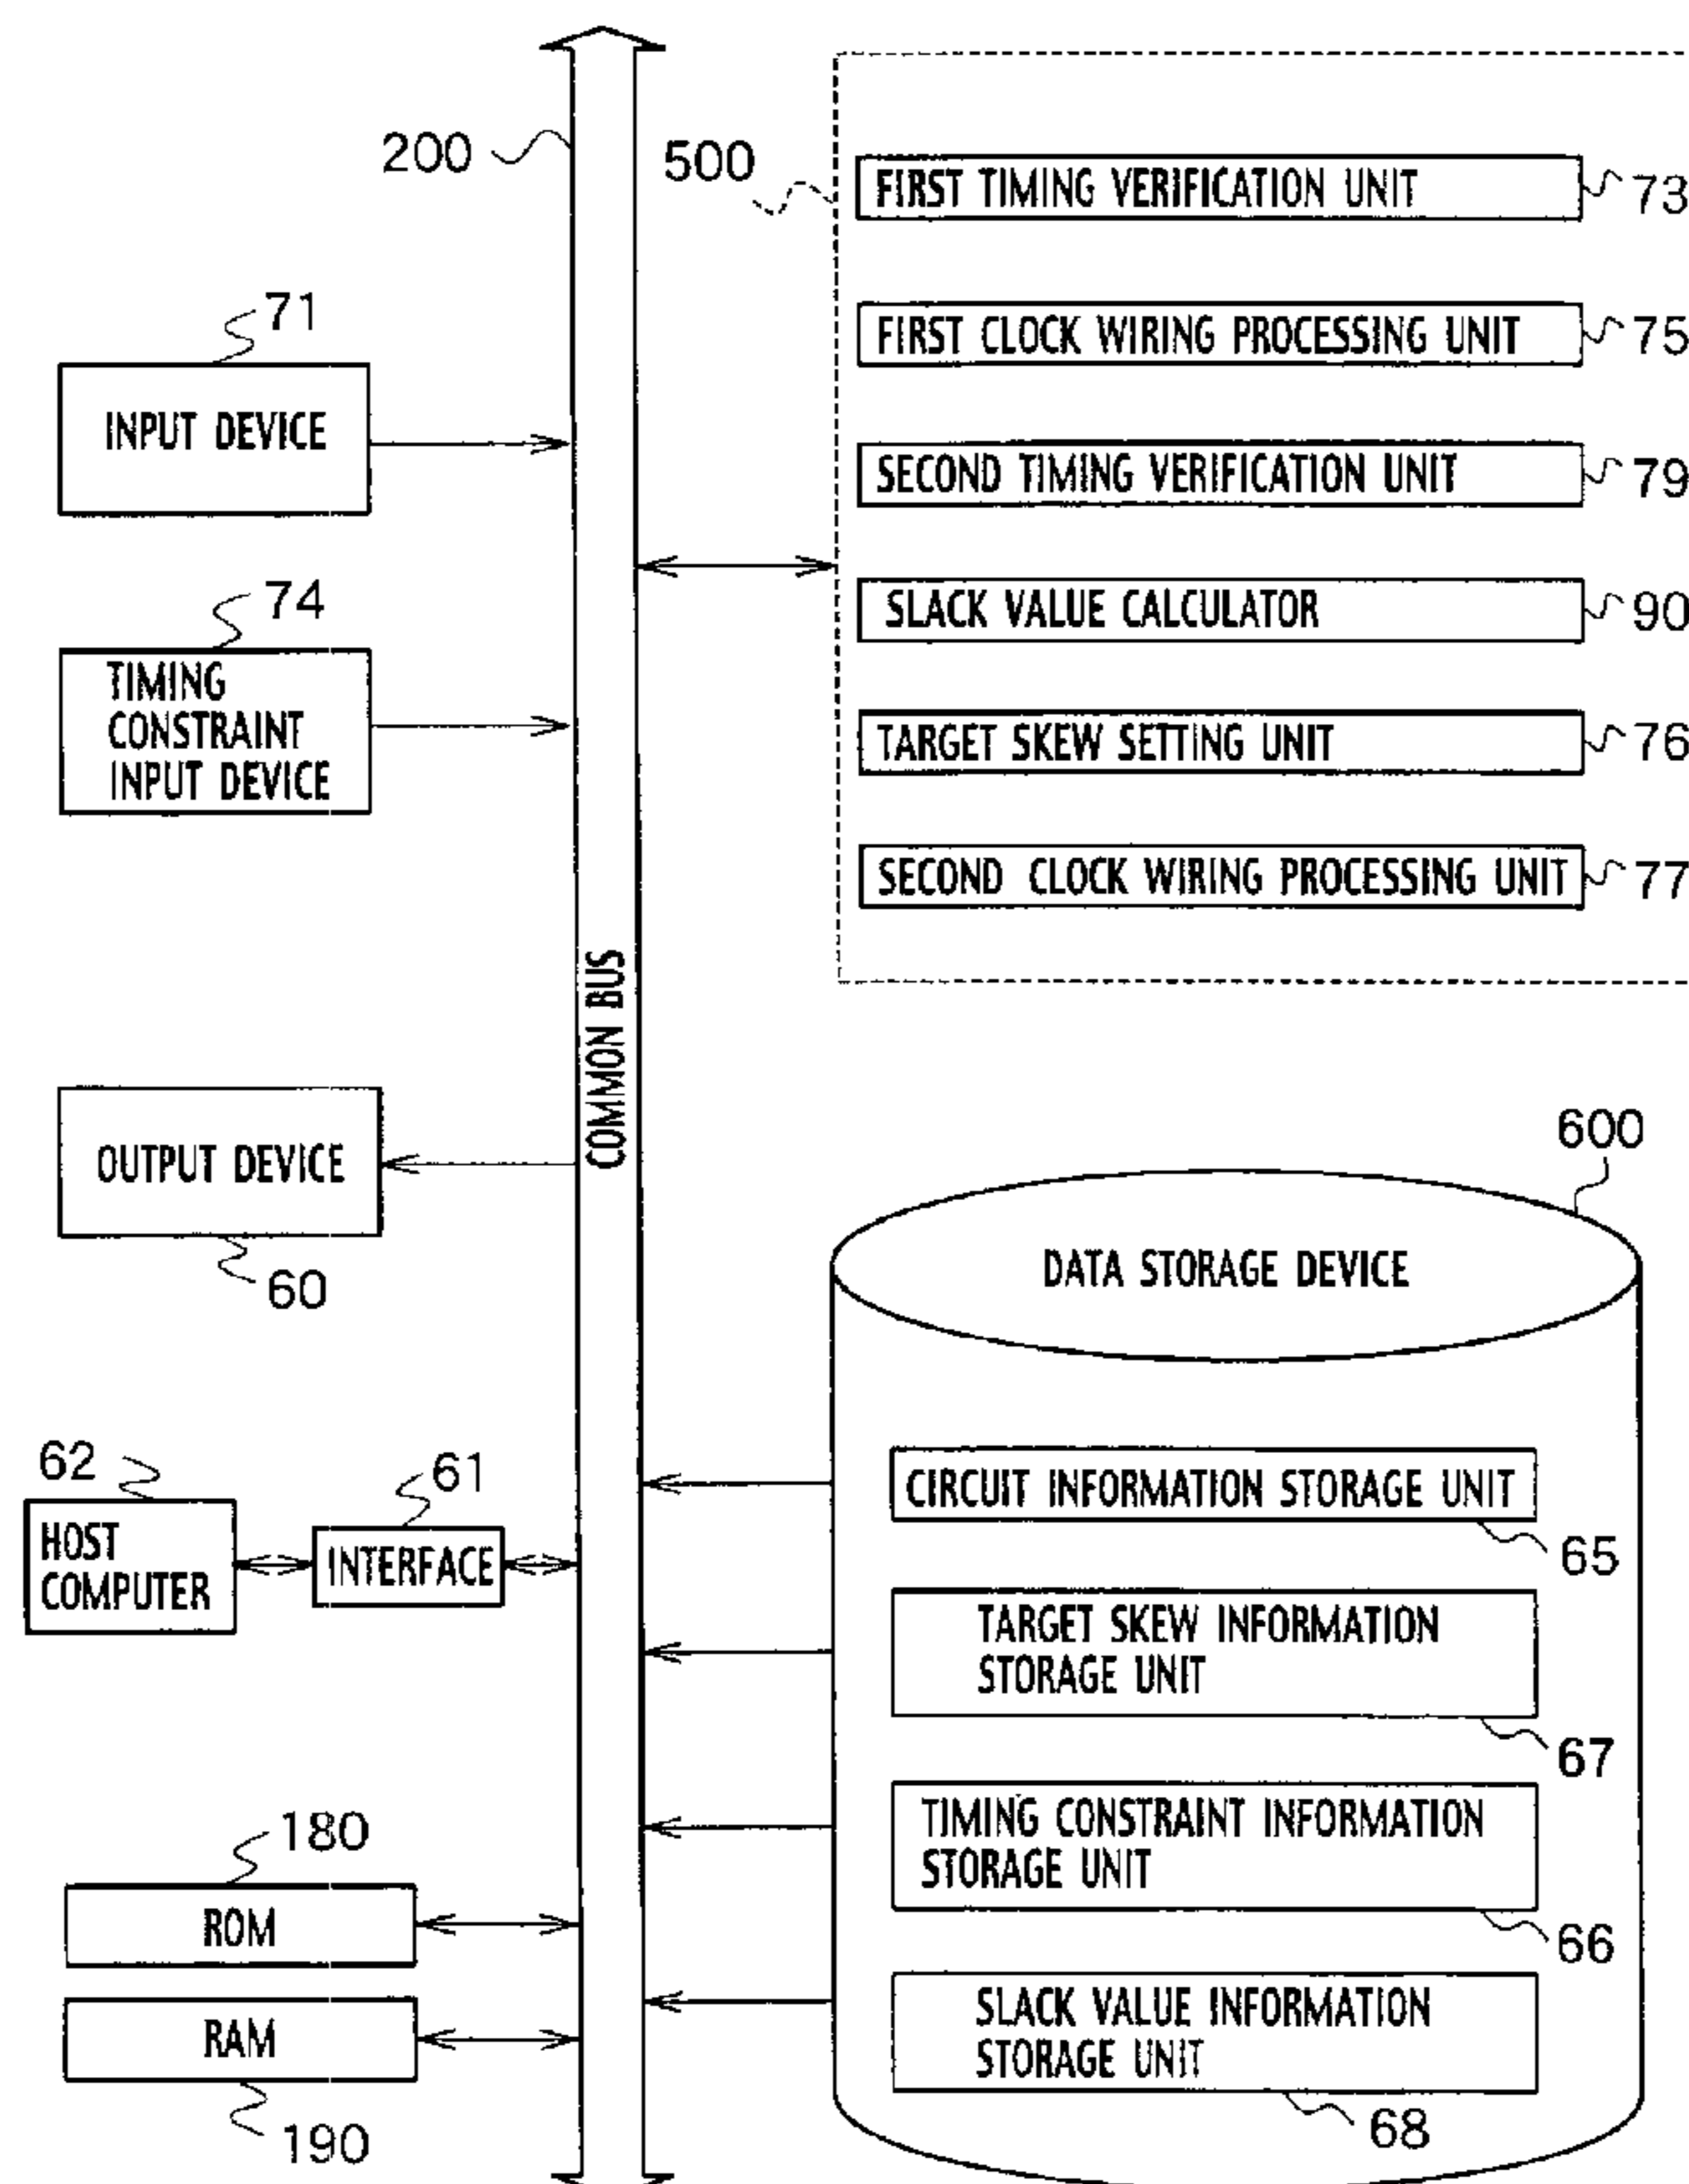 200
500
FIRST TIMING VERIFICATION UNIT
73
FIRST CLOCK WIRING PROCESSING UNIT
75
SECOND TIMING VERIFICATION UNIT
79
SLACK VALUE CALCULATOR
90
TARGET SKEW SETTING UNIT
76
SECOND CLOCK WIRING PROCESSING UNIT
77
71
INPUT DEVICE
74
TIMING
CONSTRAINT
INPUT DEVICE
COMMON BUS
OUTPUT DEVICE
60
62
HOST
COMPUTER
61
INTERFACE
180
ROM
RAM
190
600
DATA STORAGE DEVICE
CIRCUIT INFORMATION STORAGE UNIT
65
TARGET SKEW INFORMATION
STORAGE UNIT
67
TIMING CONSTRAINT INFORMATION
STORAGE UNIT
66
SLACK VALUE INFORMATION
STORAGE UNIT
68